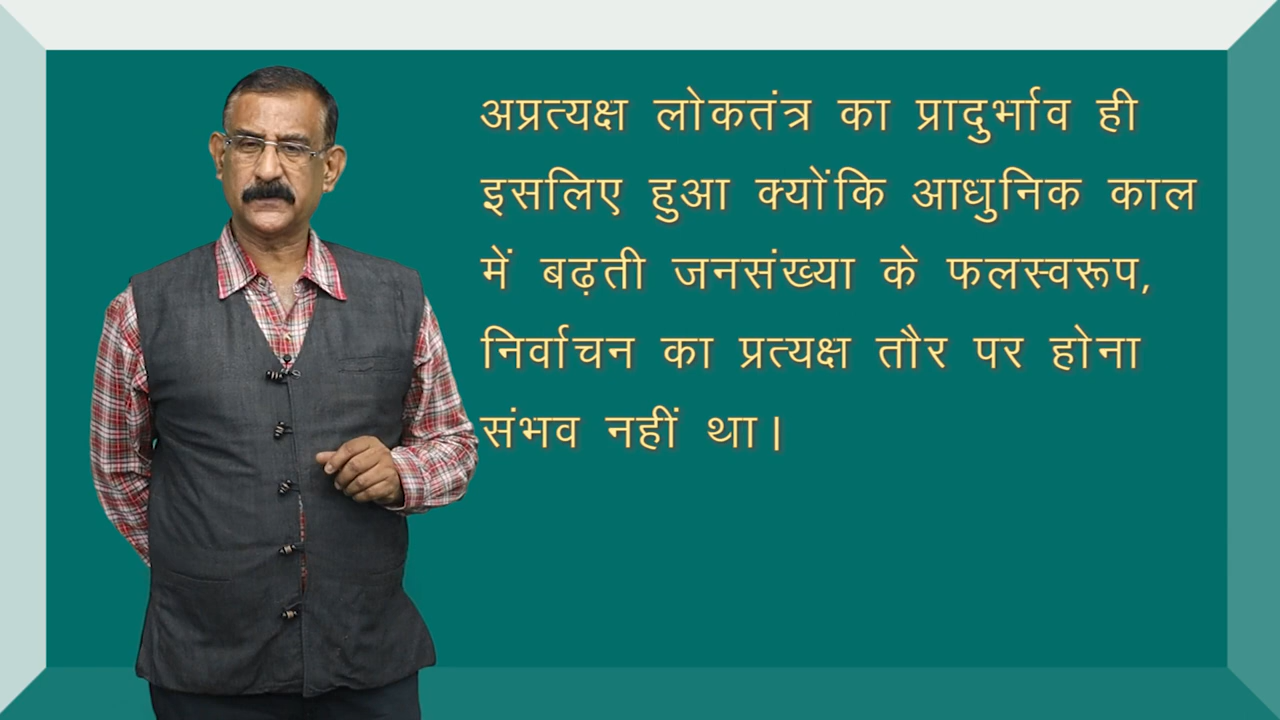 अप्रत्यक्ष लोकतंत्र का प्रादुर्भाव ही
इसलिए हुआ क्योंकि आधुनिक काल
में बढ़ती जनसंख्या के फलस्वरूप,
निर्वाचन का प्रत्यक्ष तौर पर होना
संभव नहीं था।